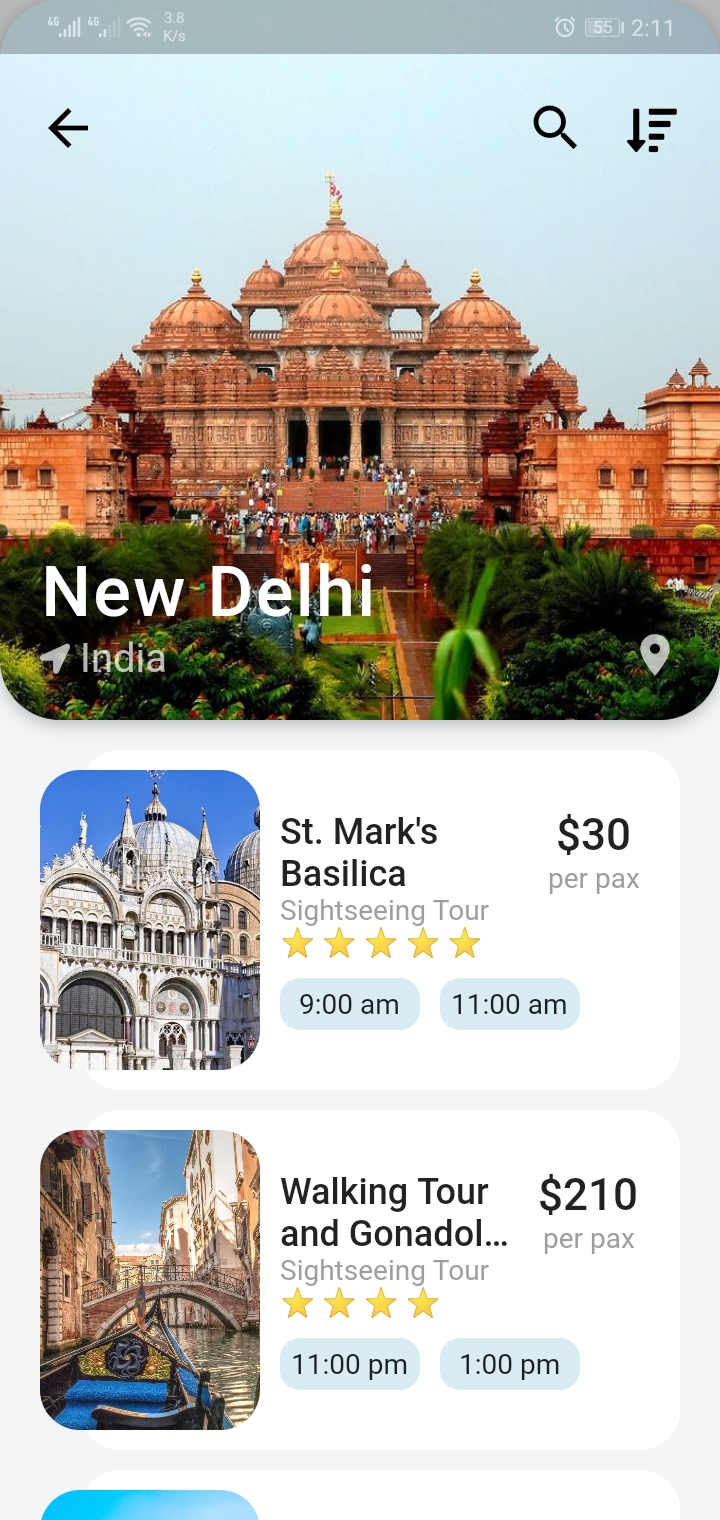 4G 4G 3.8 K/s 55 2:11
New Delhi
India
St. Mark's
Basilica
$30
per pax
Sightseeing Tour
9:00 am 11:00 am
Walking Tour
and Gonadol...
$210
per pax
Sightseeing Tour
11:00 pm 1:00 pm